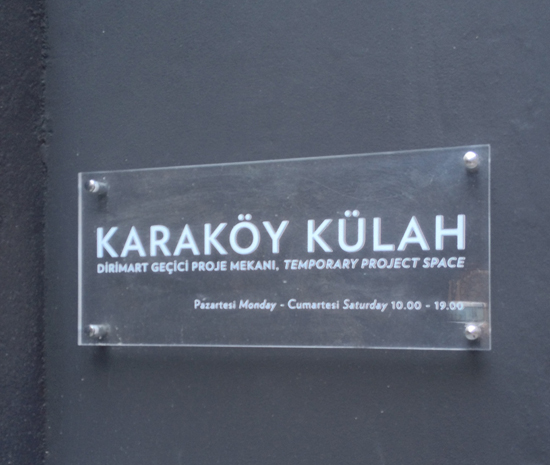 KARAKÖY KÜLAH
DİRİMART GEÇİCİ PROJE MEKANI, TEMPORARY PROJECT SPACE
Pazartesi Monday - Cumartesi Saturday 10.00 - 19.00